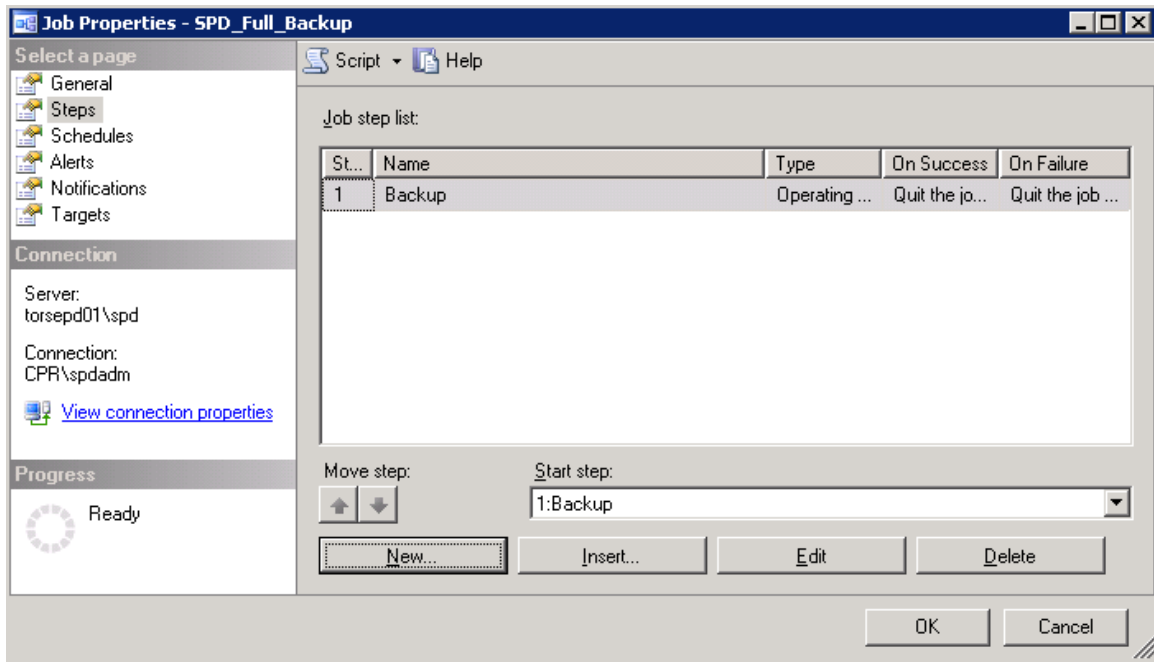 Job Properties - SPD_Full_Backup
Select a page
General
Steps
Schedules
Alerts
Notifications
Targets
Connection
Server:
torsepd01\spd
Connection:
CPR\spdadm
View connection properties
Progress
Ready
Script Help
Job step list:
St... Name Type On Success On Failure
1 Backup Operating ... Quit the jo... Quit the job ...
Move step: Start step:
1:Backup
New... Insert... Edit Delete
OK Cancel